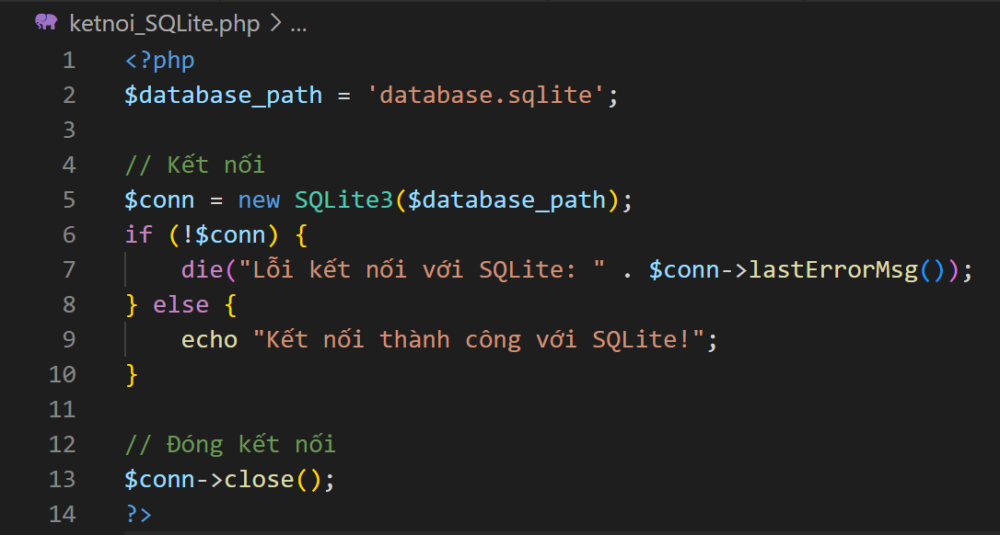 ketnoi_SQLite.php > ...
1 <?php
2 $database_path = 'database.sqlite';
3
4 // Kết nối
5 $conn = new SQLite3($database_path);
6 if (!$conn) {
7     die("Lỗi kết nối với SQLite: " . $conn->lastErrorMsg());
8 } else {
9     echo "Kết nối thành công với SQLite!";
10 }
11
12 // Đóng kết nối
13 $conn->close();
14 ?>